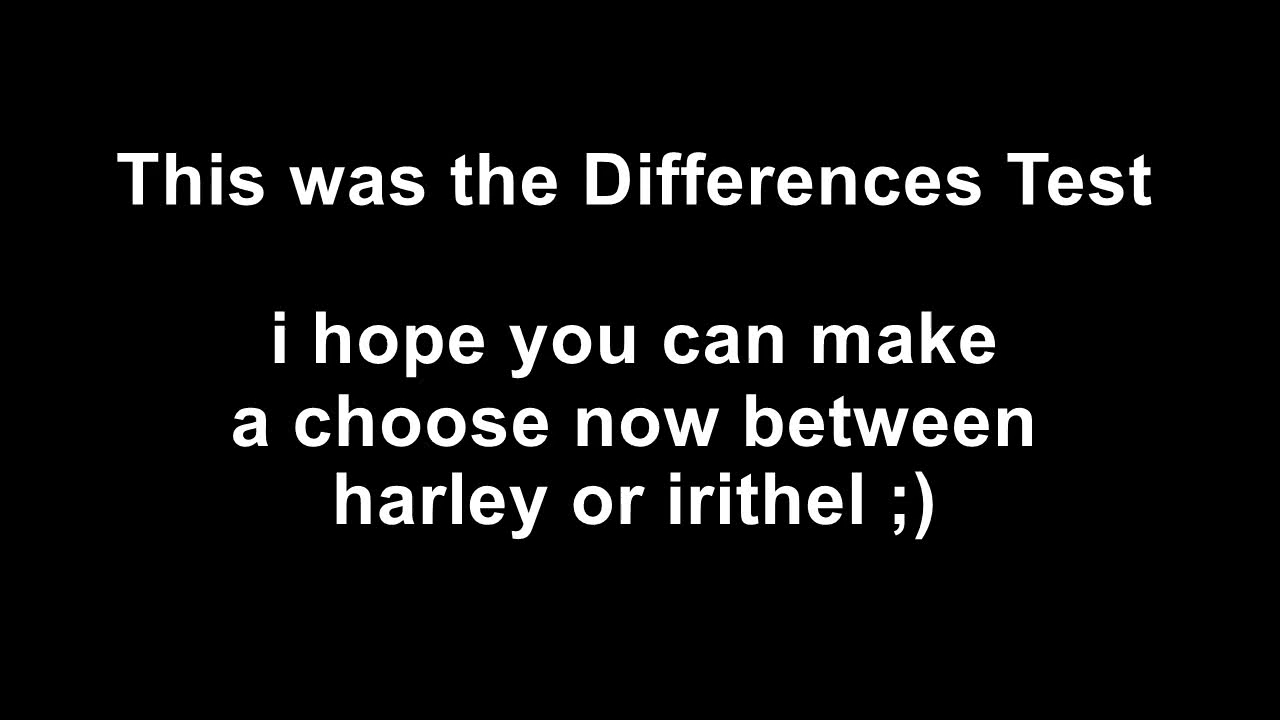 This was the Differences Test
i hope you can make
a choose now between
harley or irithel ;)